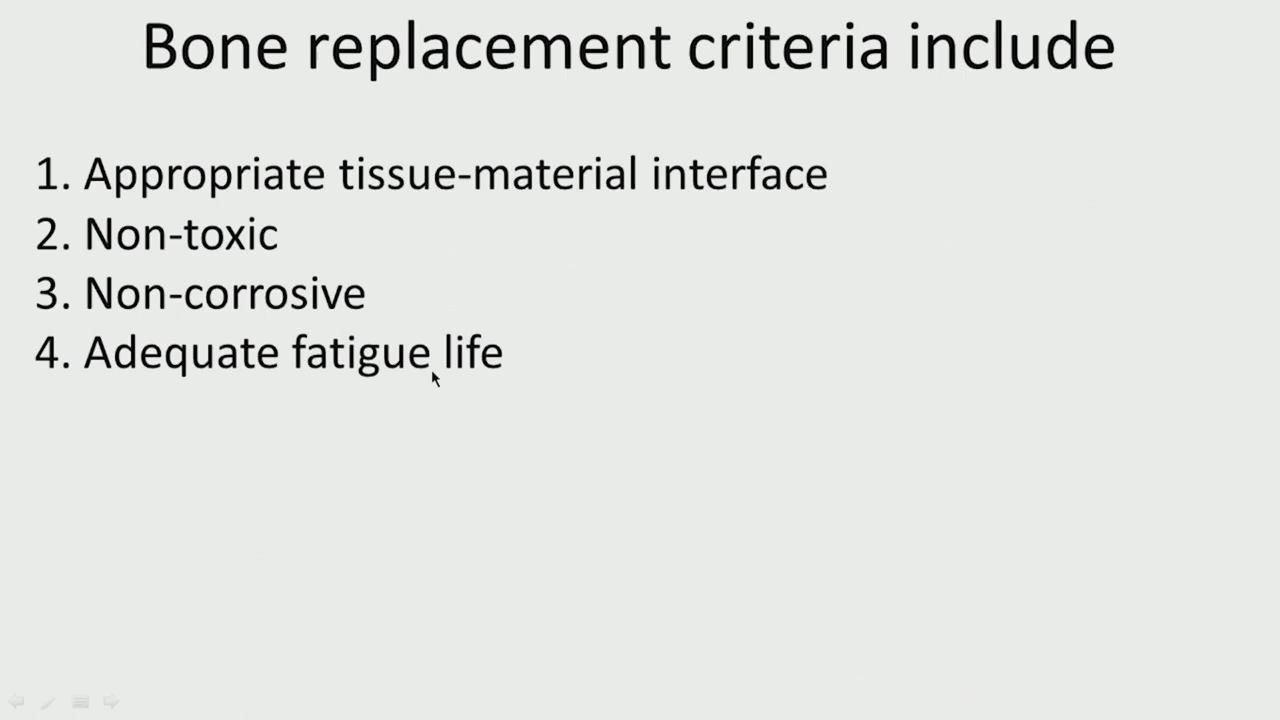 Bone replacement criteria include
1. Appropriate tissue-material interface
2. Non-toxic
3. Non-corrosive
4. Adequate fatigue life